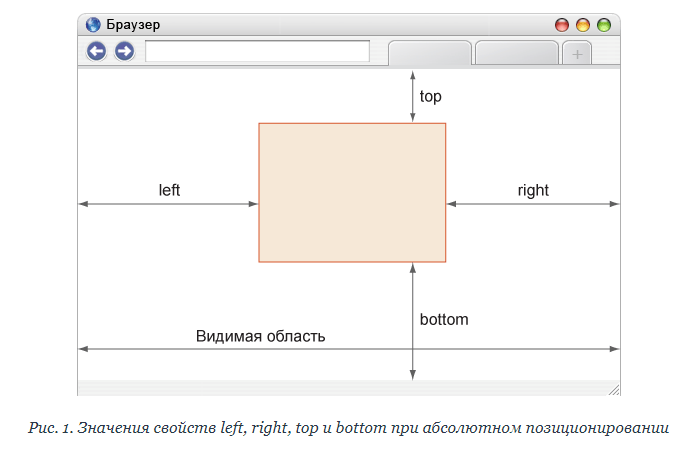 Браузер
+
top
left
right
bottom
Видимая область
Рис. 1. Значения свойств left, right, top и bottom при абсолютном позиционировании